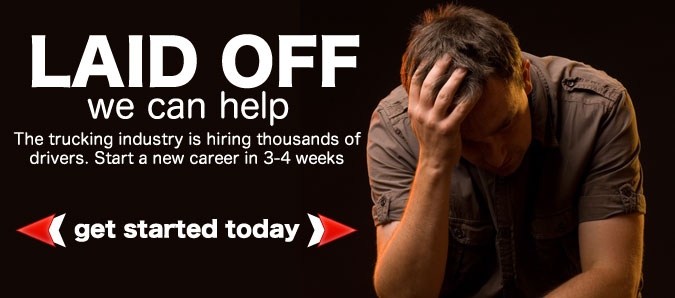 LAID OFF
we can help
The trucking industry is hiring thousands of
drivers. Start a new career in 3-4 weeks
get started today